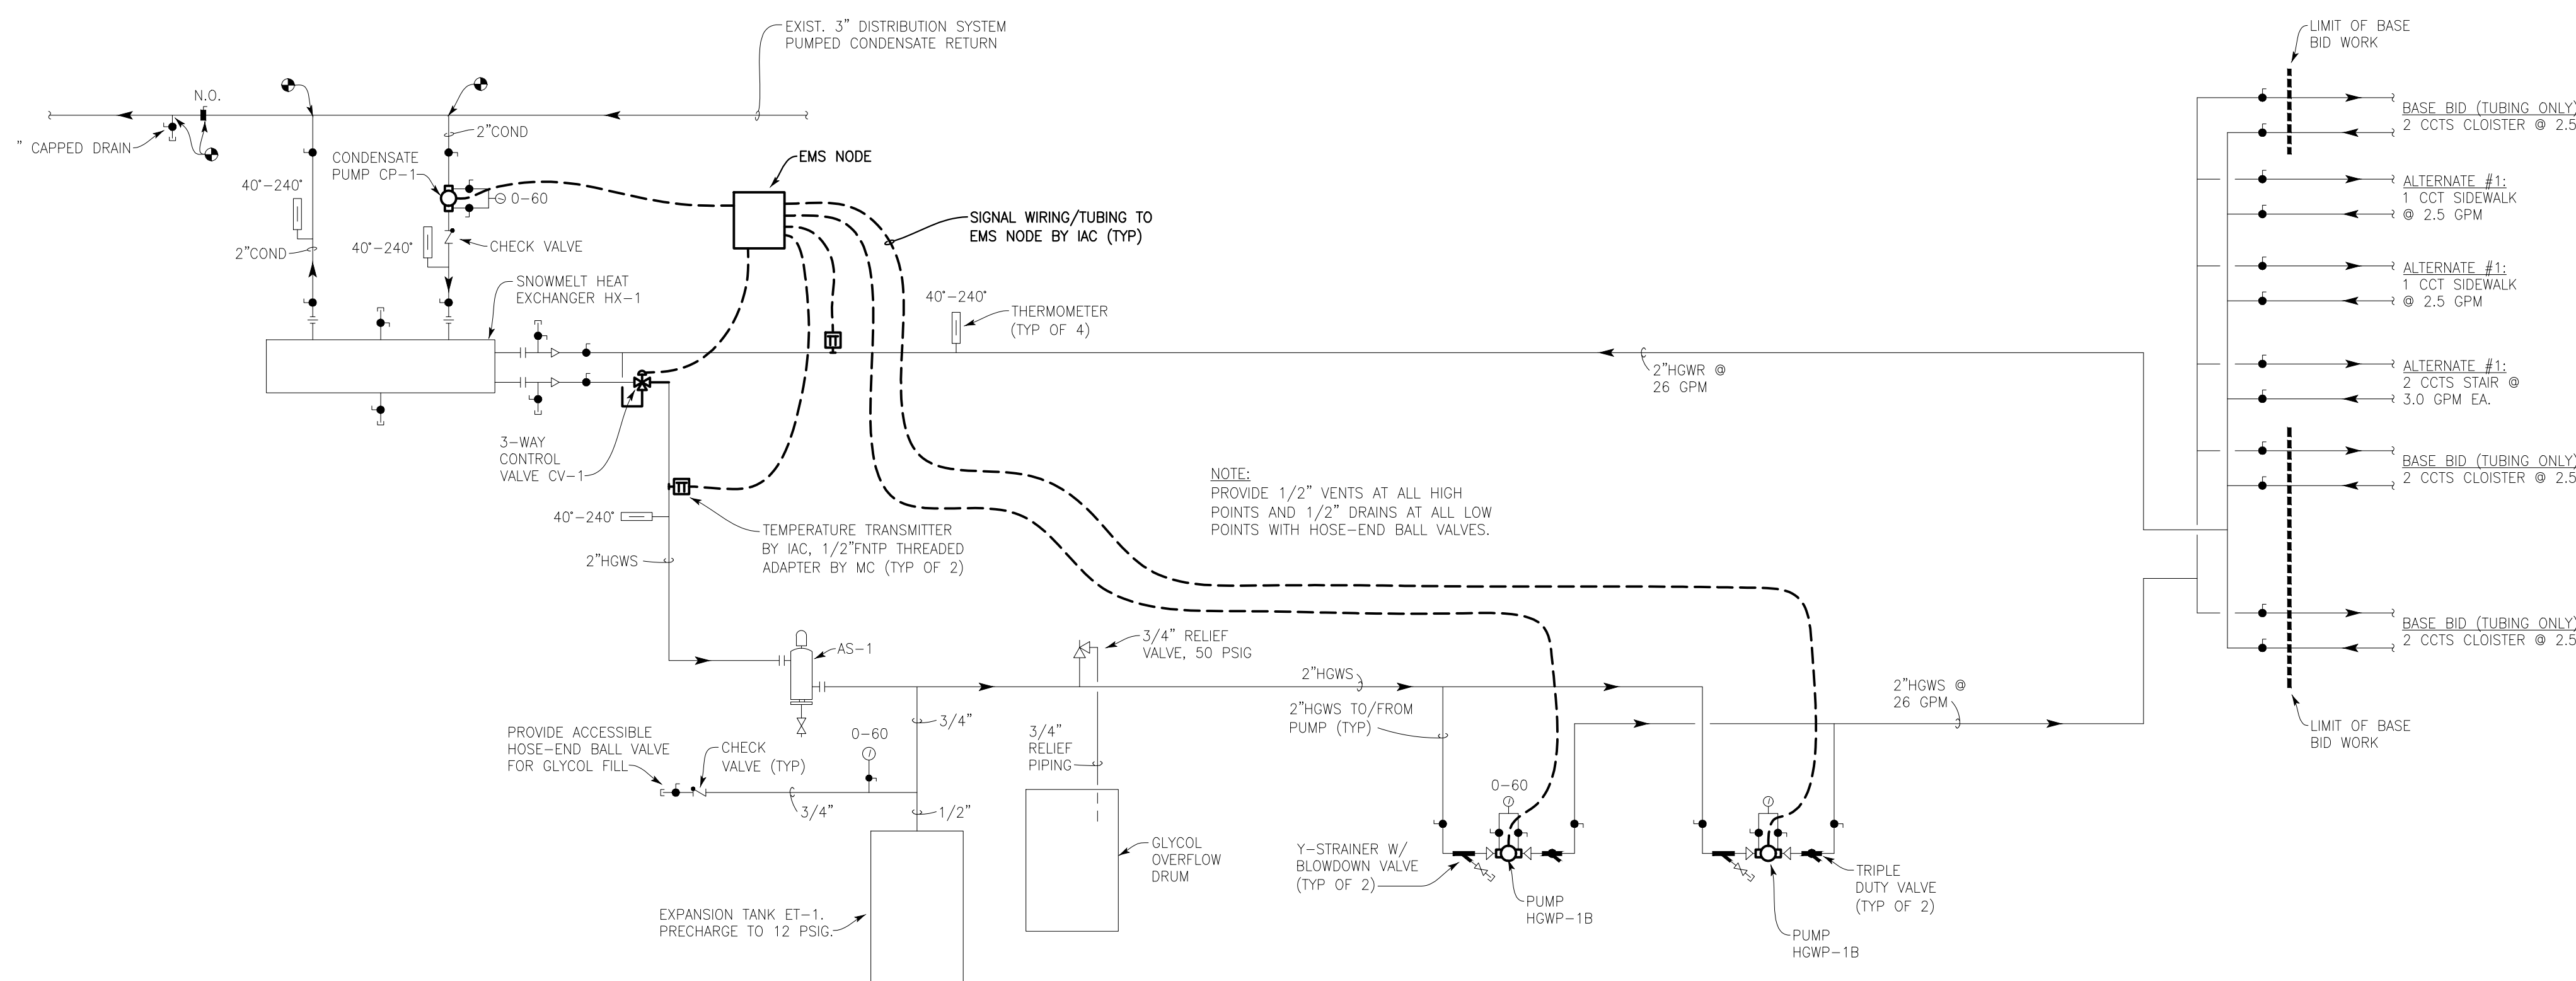 EXIST. 3" DISTRIBUTION SYSTEM
PUMPED CONDENSATE RETURN
LIMIT OF BASE
BID WORK
N.O.
" CAPPED DRAIN
2"COND
CONDENSATE
PUMP CP-1
40°-240°
0-60
2"COND
40°-240°
CHECK VALVE
SNOWMELT HEAT
EXCHANGER HX-1
EMS NODE
SIGNAL WIRING/TUBING TO
EMS NODE BY IAC (TYP)
40°-240°
THERMOMETER
(TYP OF 4)
2"HGWR @
26 GPM
BASE BID (TUBING ONLY)
2 CCTS CLOISTER @ 2.5
ALTERNATE #1:
1 CCT SIDEWALK
@ 2.5 GPM
ALTERNATE #1:
1 CCT SIDEWALK
@ 2.5 GPM
ALTERNATE #1:
2 CCTS STAIR @
3.0 GPM EA.
BASE BID (TUBING ONLY)
2 CCTS CLOISTER @ 2.5
BASE BID (TUBING ONLY)
2 CCTS CLOISTER @ 2.5
LIMIT OF BASE
BID WORK
3-WAY
CONTROL
VALVE CV-1
40°-240°
TEMPERATURE TRANSMITTER
BY IAC, 1/2"FNTP THREADED
ADAPTER BY MC (TYP OF 2)
2"HGWS
NOTE:
PROVIDE 1/2" VENTS AT ALL HIGH
POINTS AND 1/2" DRAINS AT ALL LOW
POINTS WITH HOSE-END BALL VALVES.
AS-1
3/4" RELIEF
VALVE, 50 PSIG
2"HGWS
2"HGWS TO/FROM
PUMP (TYP)
2"HGWS @
26 GPM
PROVIDE ACCESSIBLE
HOSE-END BALL VALVE
FOR GLYCOL FILL
CHECK
VALVE (TYP)
0-60
3/4"
3/4"
RELIEF
PIPING
3/4"
1/2"
GLYCOL
OVERFLOW
DRUM
EXPANSION TANK ET-1.
PRECHARGE TO 12 PSIG.
0-60
Y-STRAINER W/
BLOWDOWN VALVE
(TYP OF 2)
PUMP
HGWP-1B
TRIPLE
DUTY VALVE
(TYP OF 2)
PUMP
HGWP-1B